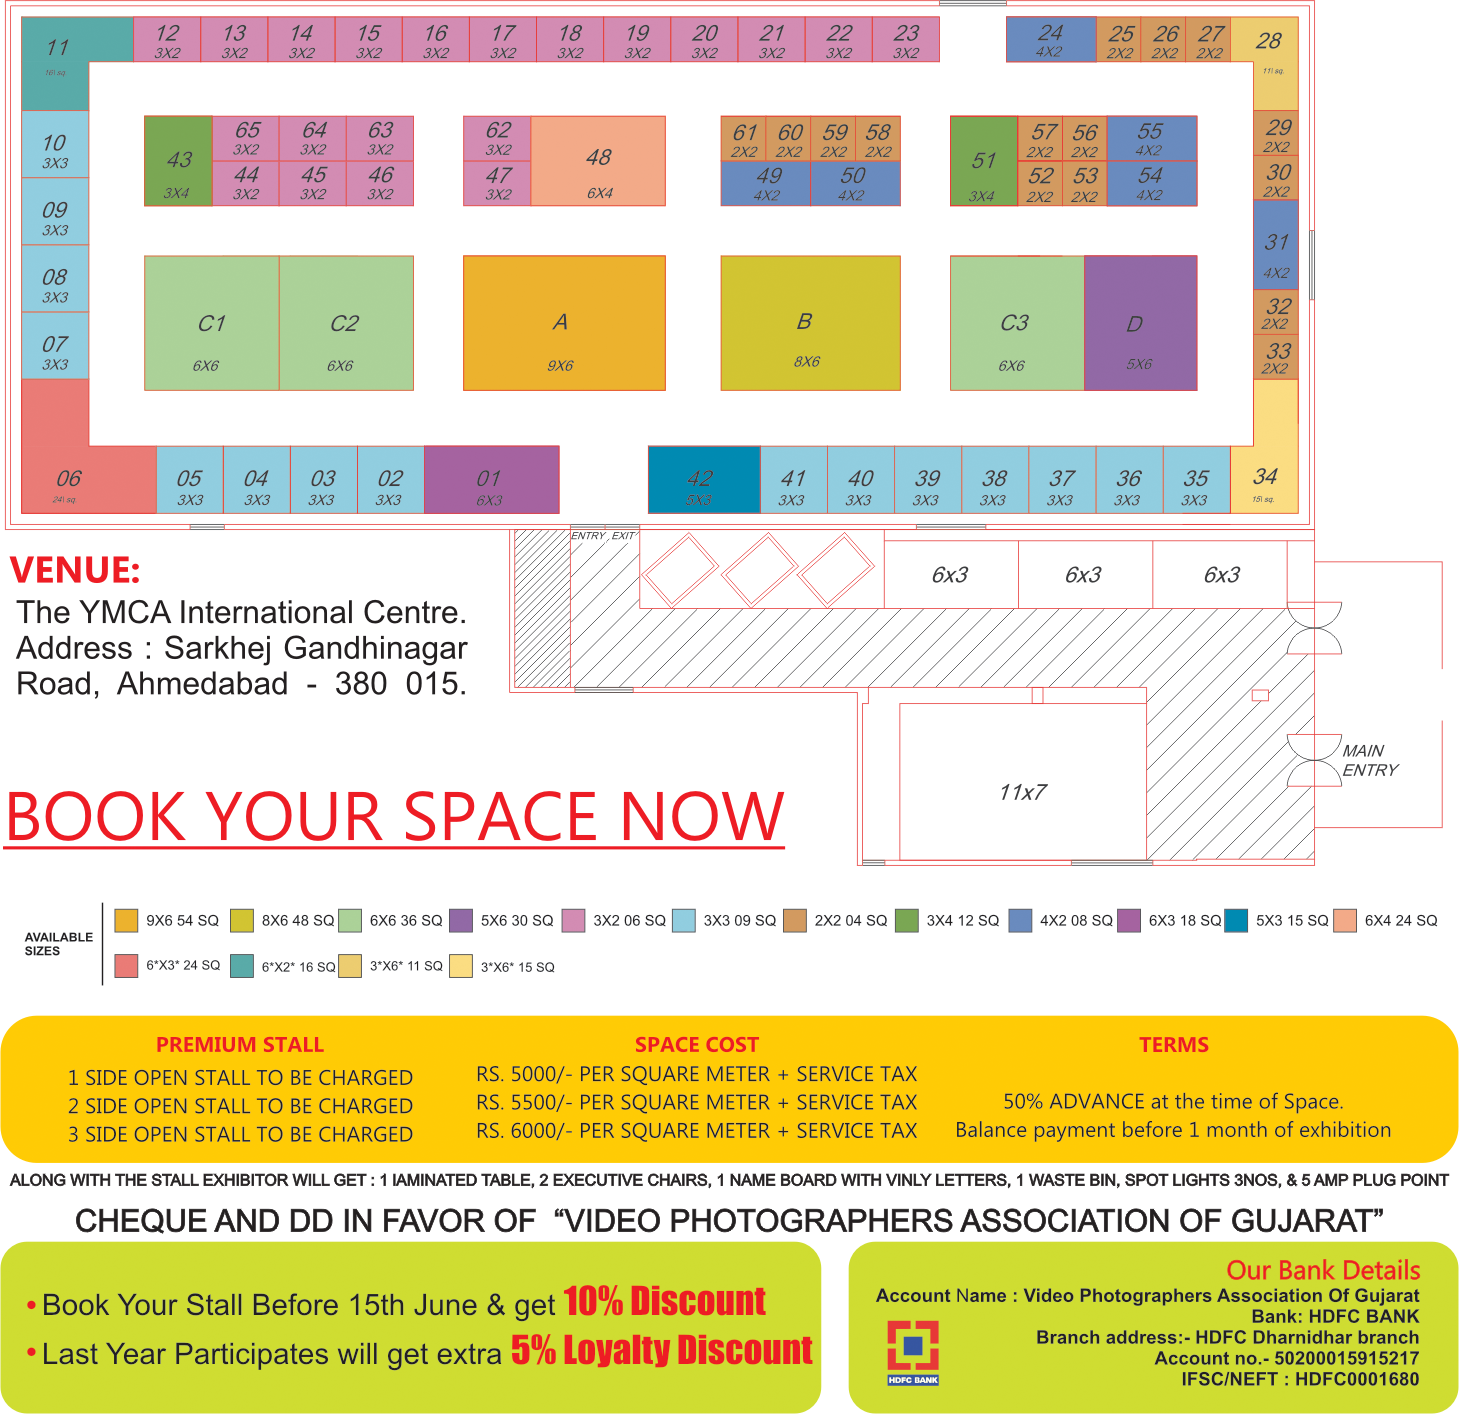 11
18\ sq.
12 13 14 15 16 17 18 19 20 21 22 23
3X2 3X2 3X2 3X2 3X2 3X2 3X2 3X2 3X2 3X2 3X2 3X2
24 25 26 27 28
4X2 2X2 2X2 2X2 11\ sq.
10
3X3
09
3X3
08
3X3
07
3X3
43
3X4
65 64 63
3X2 3X2 3X2
44 45 46
3X2 3X2 3X2
62
3X2
47
3X2
48
6X4
61 60 59 58
2X2 2X2 2X2 2X2
49 50
4X2 4X2
51
3X4
57 56 55
2X2 2X2 4X2
52 53 54
2X2 2X2 4X2
29
2X2
30
2X2
31
4X2
32
2X2
33
2X2
C1 C2 A B C3 D
6X6 6X6 9X6 8X6 6X6 5X6
06 05 04 03 02 01
24\ sq. 3X3 3X3 3X3 3X3 6X3
42 41 40 39 38 37 36 35 34
5X3 3X3 3X3 3X3 3X3 3X3 3X3 3X3 15\ sq.
ENTRY EXIT
6x3 6x3 6x3
11x7
MAIN
ENTRY
VENUE:
The YMCA International Centre.
Address : Sarkhej Gandhinagar
Road, Ahmedabad - 380 015.
BOOK YOUR SPACE NOW
AVAILABLE
SIZES
9X6 54 SQ 8X6 48 SQ 6X6 36 SQ 5X6 30 SQ 3X2 06 SQ 3X3 09 SQ 2X2 04 SQ 3X4 12 SQ 4X2 08 SQ 6X3 18 SQ 5X3 15 SQ 6X4 24 SQ
6*X3* 24 SQ 6*X2* 16 SQ 3*X6* 11 SQ 3*X6* 15 SQ
PREMIUM STALL
1 SIDE OPEN STALL TO BE CHARGED
2 SIDE OPEN STALL TO BE CHARGED
3 SIDE OPEN STALL TO BE CHARGED
SPACE COST
RS. 5000/- PER SQUARE METER + SERVICE TAX
RS. 5500/- PER SQUARE METER + SERVICE TAX
RS. 6000/- PER SQUARE METER + SERVICE TAX
TERMS
50% ADVANCE at the time of Space.
Balance payment before 1 month of exhibition
ALONG WITH THE STALL EXHIBITOR WILL GET : 1 lAMINATED TABLE, 2 EXECUTIVE CHAIRS, 1 NAME BOARD WITH VINLY LETTERS, 1 WASTE BIN, SPOT LIGHTS 3NOS, & 5 AMP PLUG POINT
CHEQUE AND DD IN FAVOR OF “VIDEO PHOTOGRAPHERS ASSOCIATION OF GUJARAT”
• Book Your Stall Before 15th June & get 10% Discount
• Last Year Participates will get extra 5% Loyalty Discount
Our Bank Details
Account Name : Video Photographers Association Of Gujarat
Bank: HDFC BANK
Branch address:- HDFC Dharnidhar branch
Account no.- 50200015915217
IFSC/NEFT : HDFC0001680
HDFC BANK